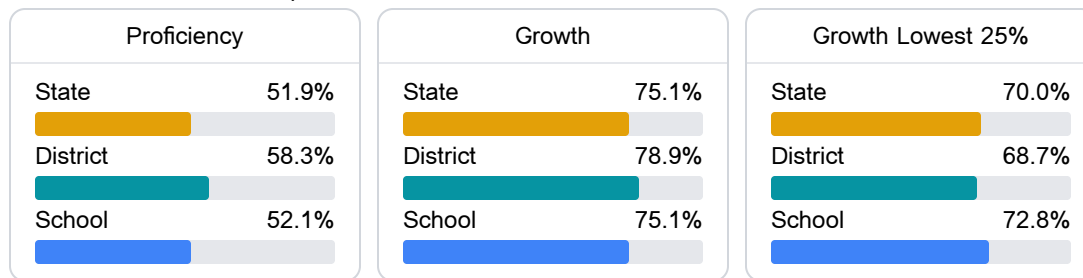 Proficiency
State 51.9%
District 58.3%
School 52.1%
Growth
State 75.1%
District 78.9%
School 75.1%
Growth Lowest 25%
State 70.0%
District 68.7%
School 72.8%